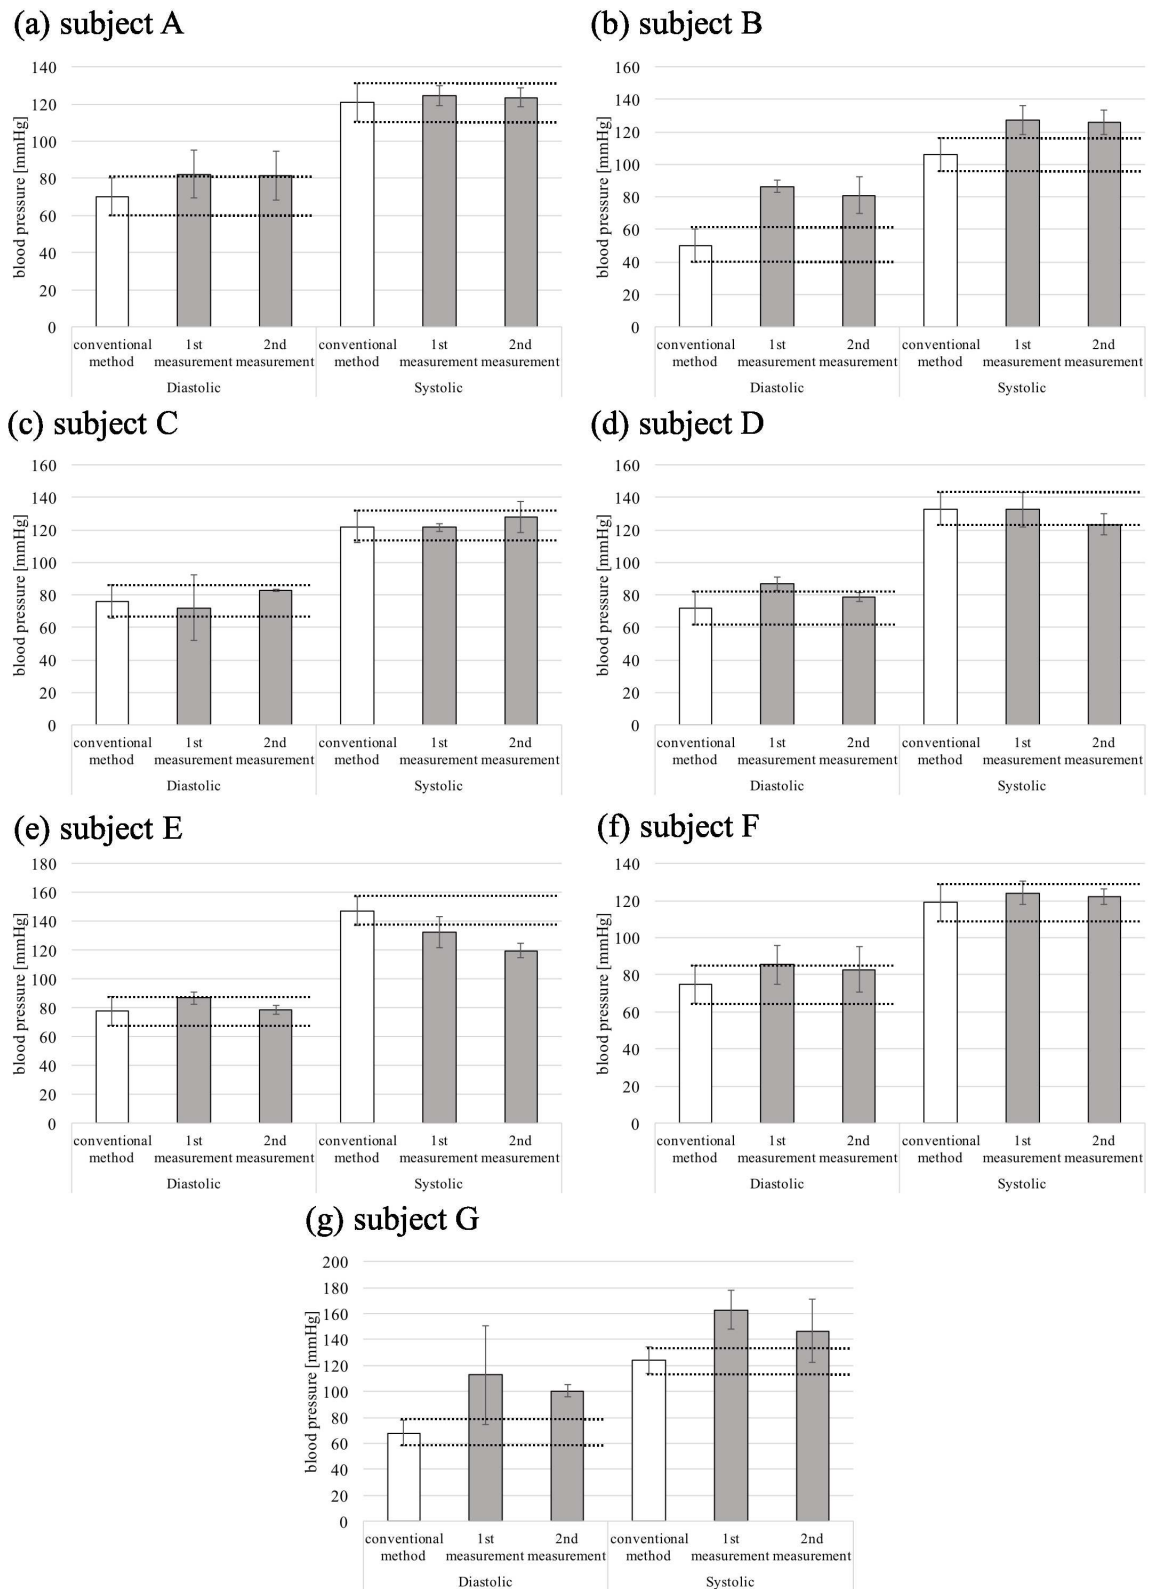 (a) subject A
blood pressure [mmHg]
140
120
100
80
60
40
20
0
conventional method
1st measurement
2nd measurement
conventional method
1st measurement
2nd measurement
Diastolic
Systolic
(b) subject B
blood pressure [mmHg]
160
140
120
100
80
60
40
20
0
conventional method
1st measurement
2nd measurement
conventional method
1st measurement
2nd measurement
Diastolic
Systolic
(c) subject C
blood pressure [mmHg]
160
140
120
100
80
60
40
20
0
conventional method
1st measurement
2nd measurement
conventional method
1st measurement
2nd measurement
Diastolic
Systolic
(d) subject D
blood pressure [mmHg]
160
140
120
100
80
60
40
20
0
conventional method
1st measurement
2nd measurement
conventional method
1st measurement
2nd measurement
Diastolic
Systolic
(e) subject E
blood pressure [mmHg]
180
160
140
120
100
80
60
40
20
0
conventional method
1st measurement
2nd measurement
conventional method
1st measurement
2nd measurement
Diastolic
Systolic
(f) subject F
blood pressure [mmHg]
140
120
100
80
60
40
20
0
conventional method
1st measurement
2nd measurement
conventional method
1st measurement
2nd measurement
Diastolic
Systolic
(g) subject G
blood pressure [mmHg]
200
180
160
140
120
100
80
60
40
20
0
conventional method
1st measurement
2nd measurement
conventional method
1st measurement
2nd measurement
Diastolic
Systolic